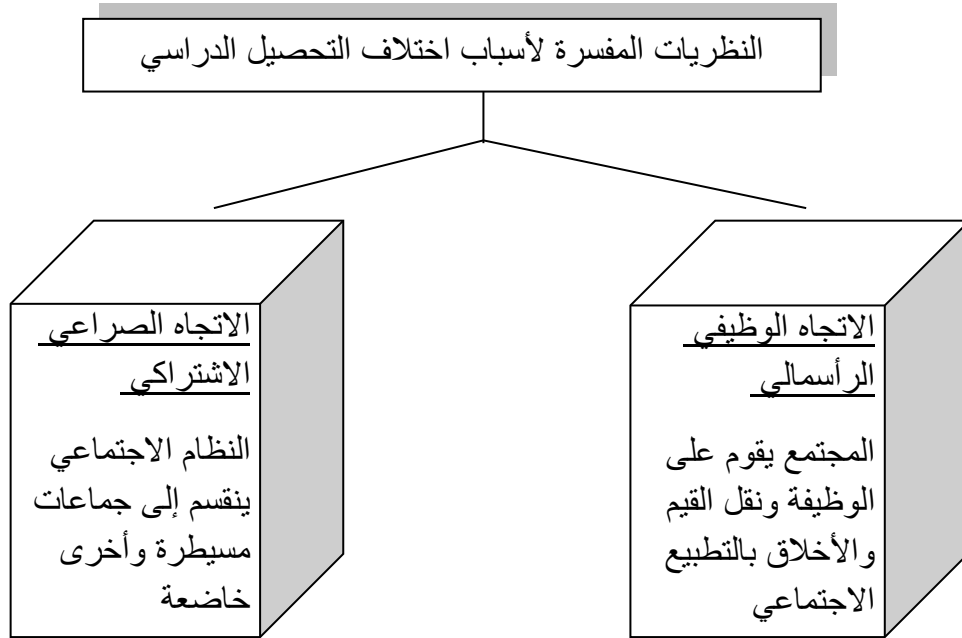 النظريات المفسرة لأسباب اختلاف التحصيل الدراسي
الاتجاه الوظيفي
الرأسمالي
المجتمع يقوم على
الوظيفة ونقل القيم
والأخلاق بالتطبيع
الاجتماعي
الاتجاه الصراعي
الاشتراكي
النظام الاجتماعي
ينقسم إلى جماعات
مسيطرة وأخرى
خاضعة